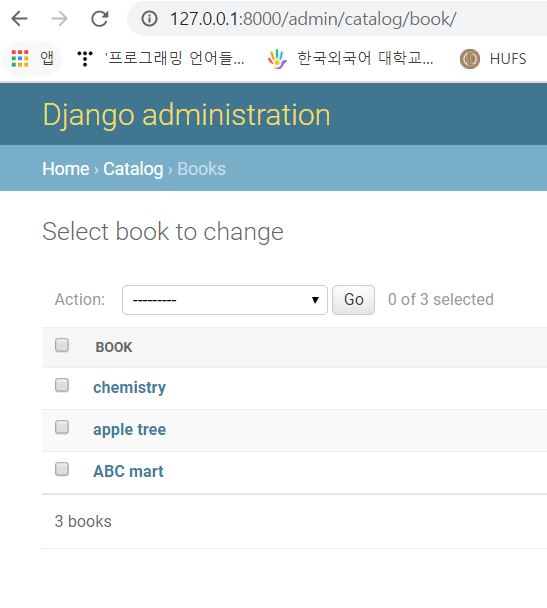 127.0.0.1:8000/admin/catalog/book/
앱 '프로그래밍 언어들... 한국외국어 대학교... HUFS
Django administration
Home › Catalog › Books
Select book to change
Action: --------- Go 0 of 3 selected
BOOK
chemistry
apple tree
ABC mart
3 books